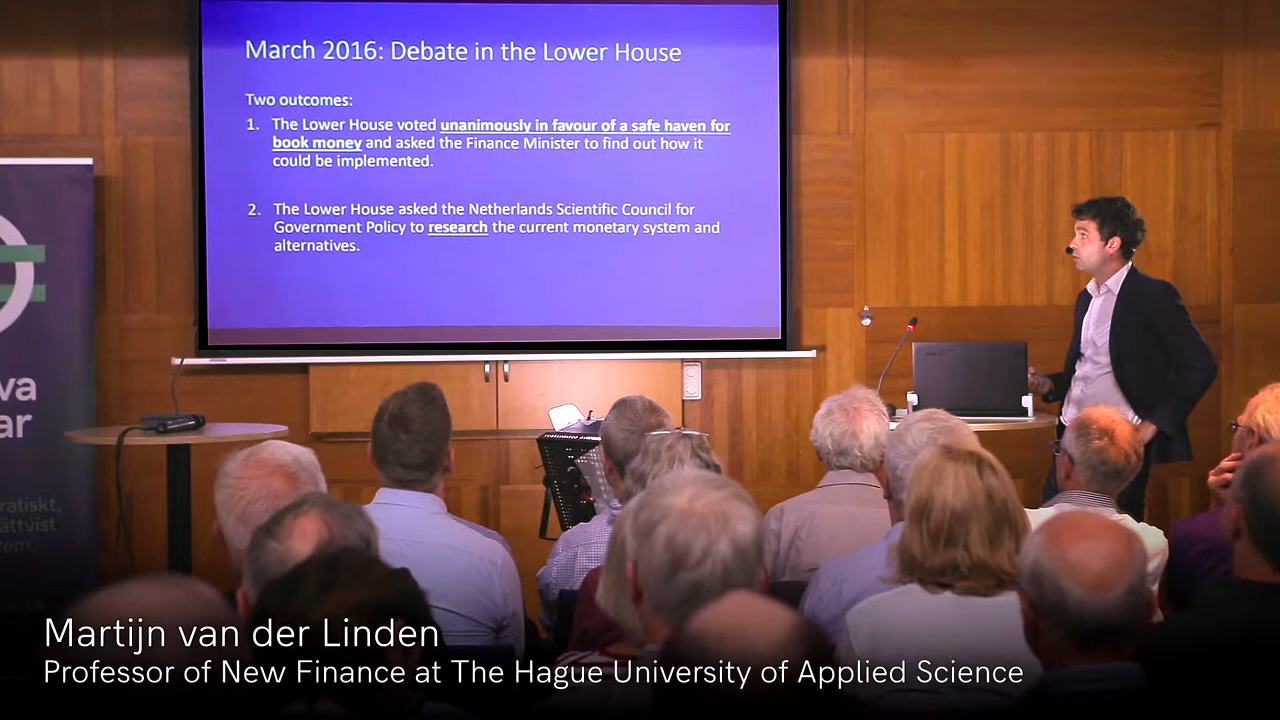 March 2016: Debate in the Lower House
Two outcomes:
1. The Lower House voted unanimously in favour of a safe haven for
book money and asked the Finance Minister to find out how it
could be implemented.
2. The Lower House asked the Netherlands Scientific Council for
Government Policy to research the current monetary system and
alternatives.
va
ar
ratiskt,
ättvist
tem
Martijn van der Linden
Professor of New Finance at The Hague University of Applied Science